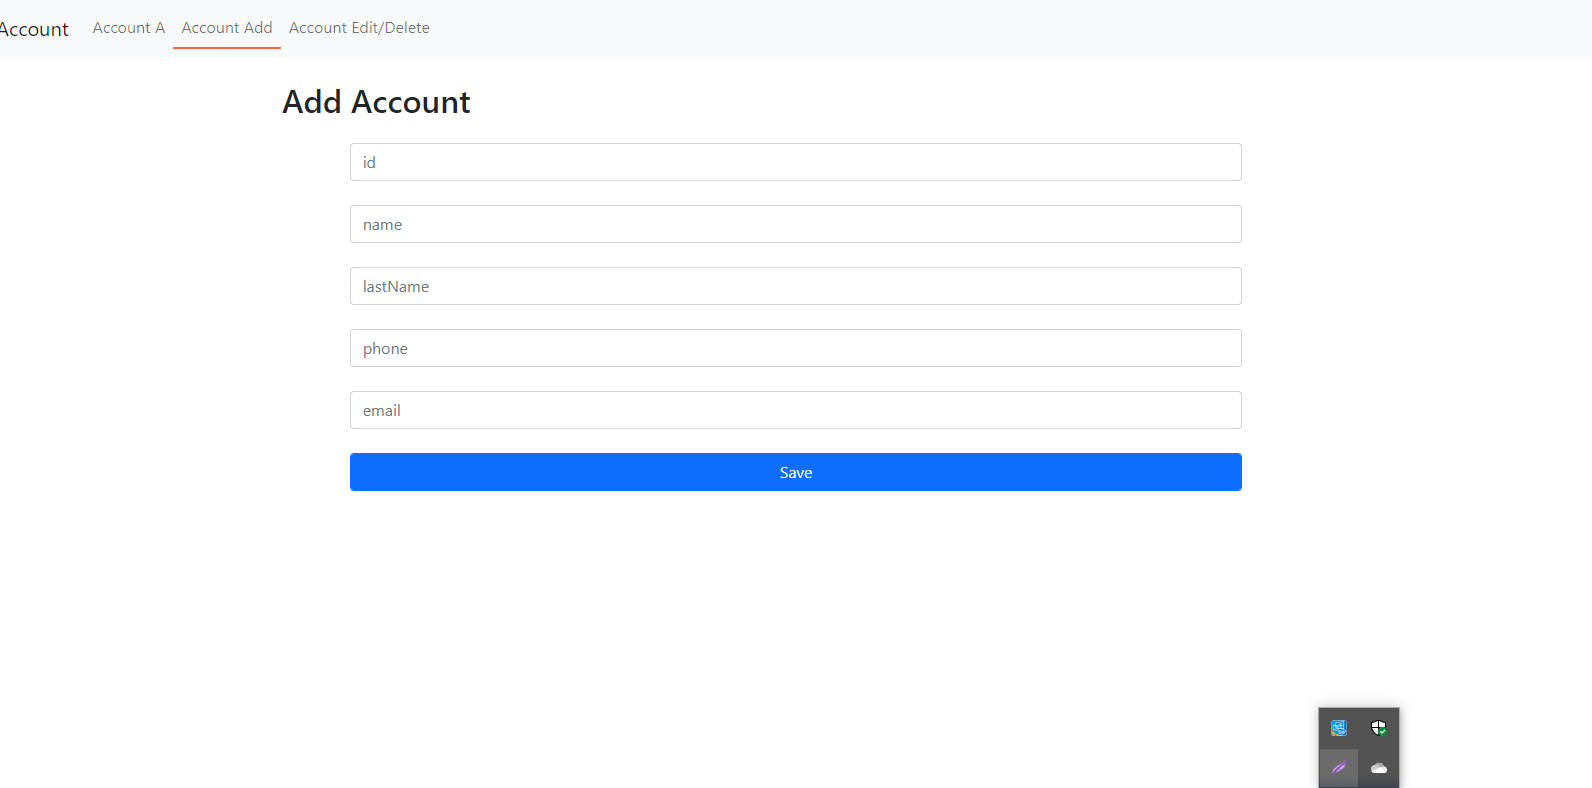 Account Account A Account Add Account Edit/Delete
Add Account
id
name
lastName
phone
email
Save